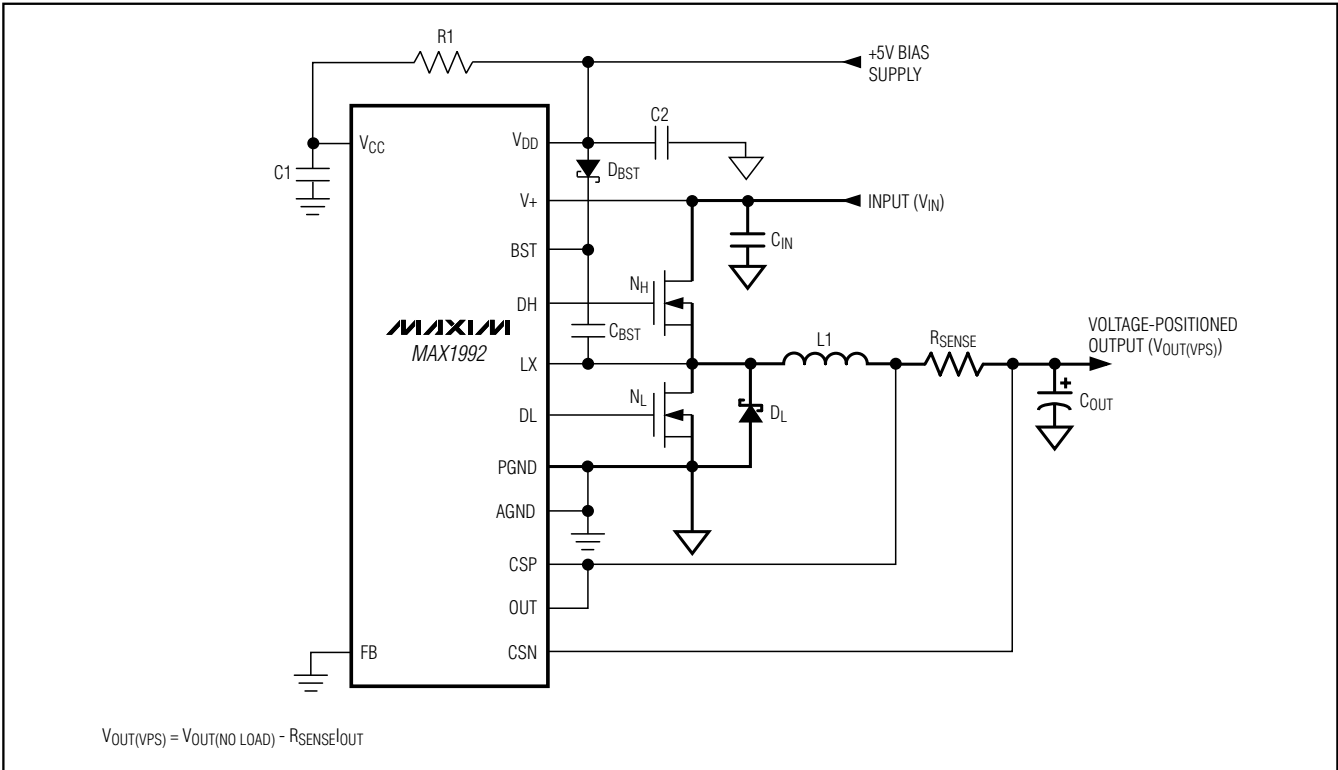 R1
+5V BIAS
SUPPLY
C2
VCC
VDD
C1
DBST
V+
INPUT (VIN)
CIN
BST
NH
DH
MAXIM
CBST
MAX1992
VOLTAGE-POSITIONED
OUTPUT (VOUT(VPS))
L1
RSENSE
LX
NL
DL
DL
+
COUT
PGND
AGND
CSP
OUT
FB
CSN
VOUT(VPS) = VOUT(NO LOAD) - RSENSEIOUT